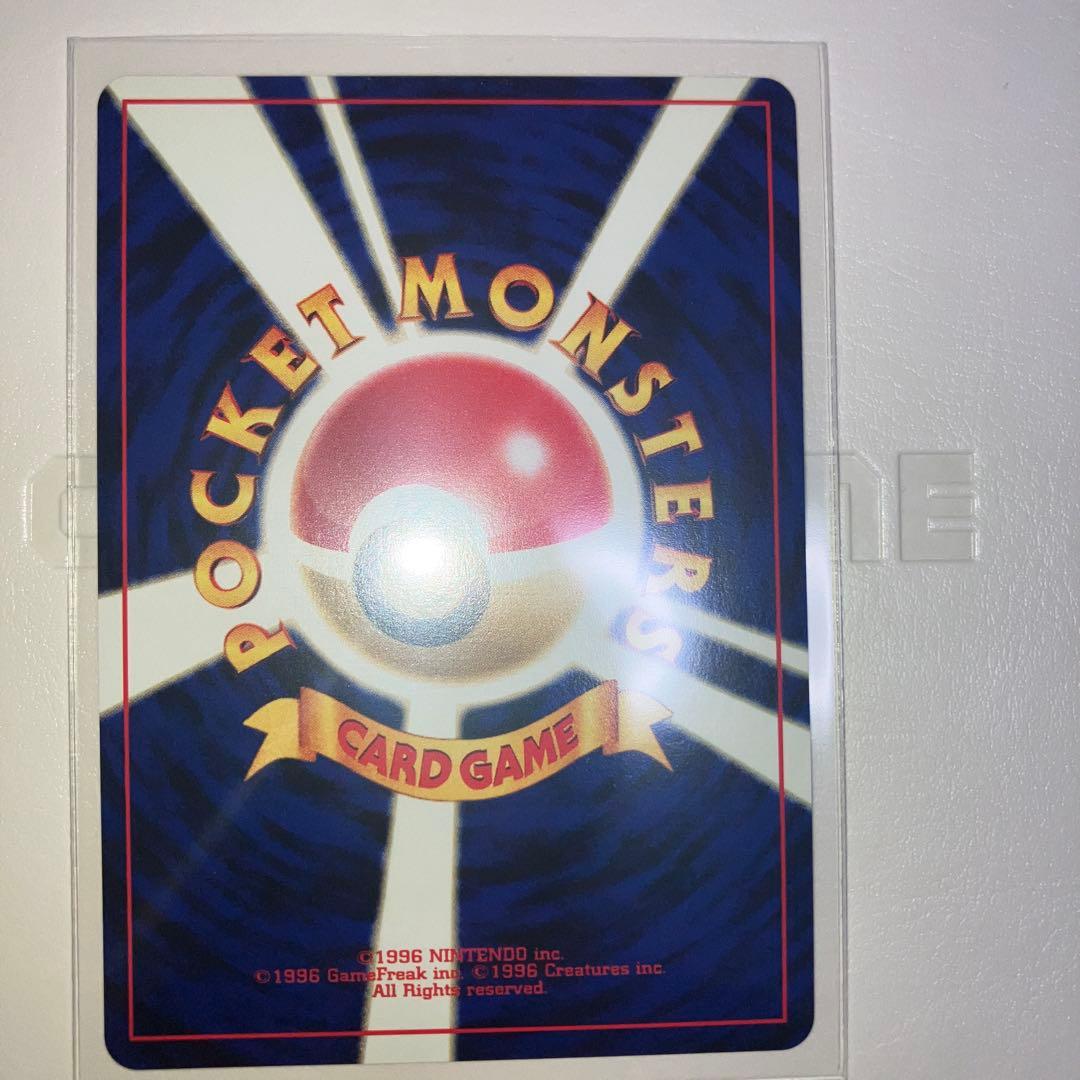 POCKET MONSTERS
CARD GAME
©1996 NINTENDO inc.
©1996 GameFreak inc. ©1996 Creatures inc.
All Rights reserved.